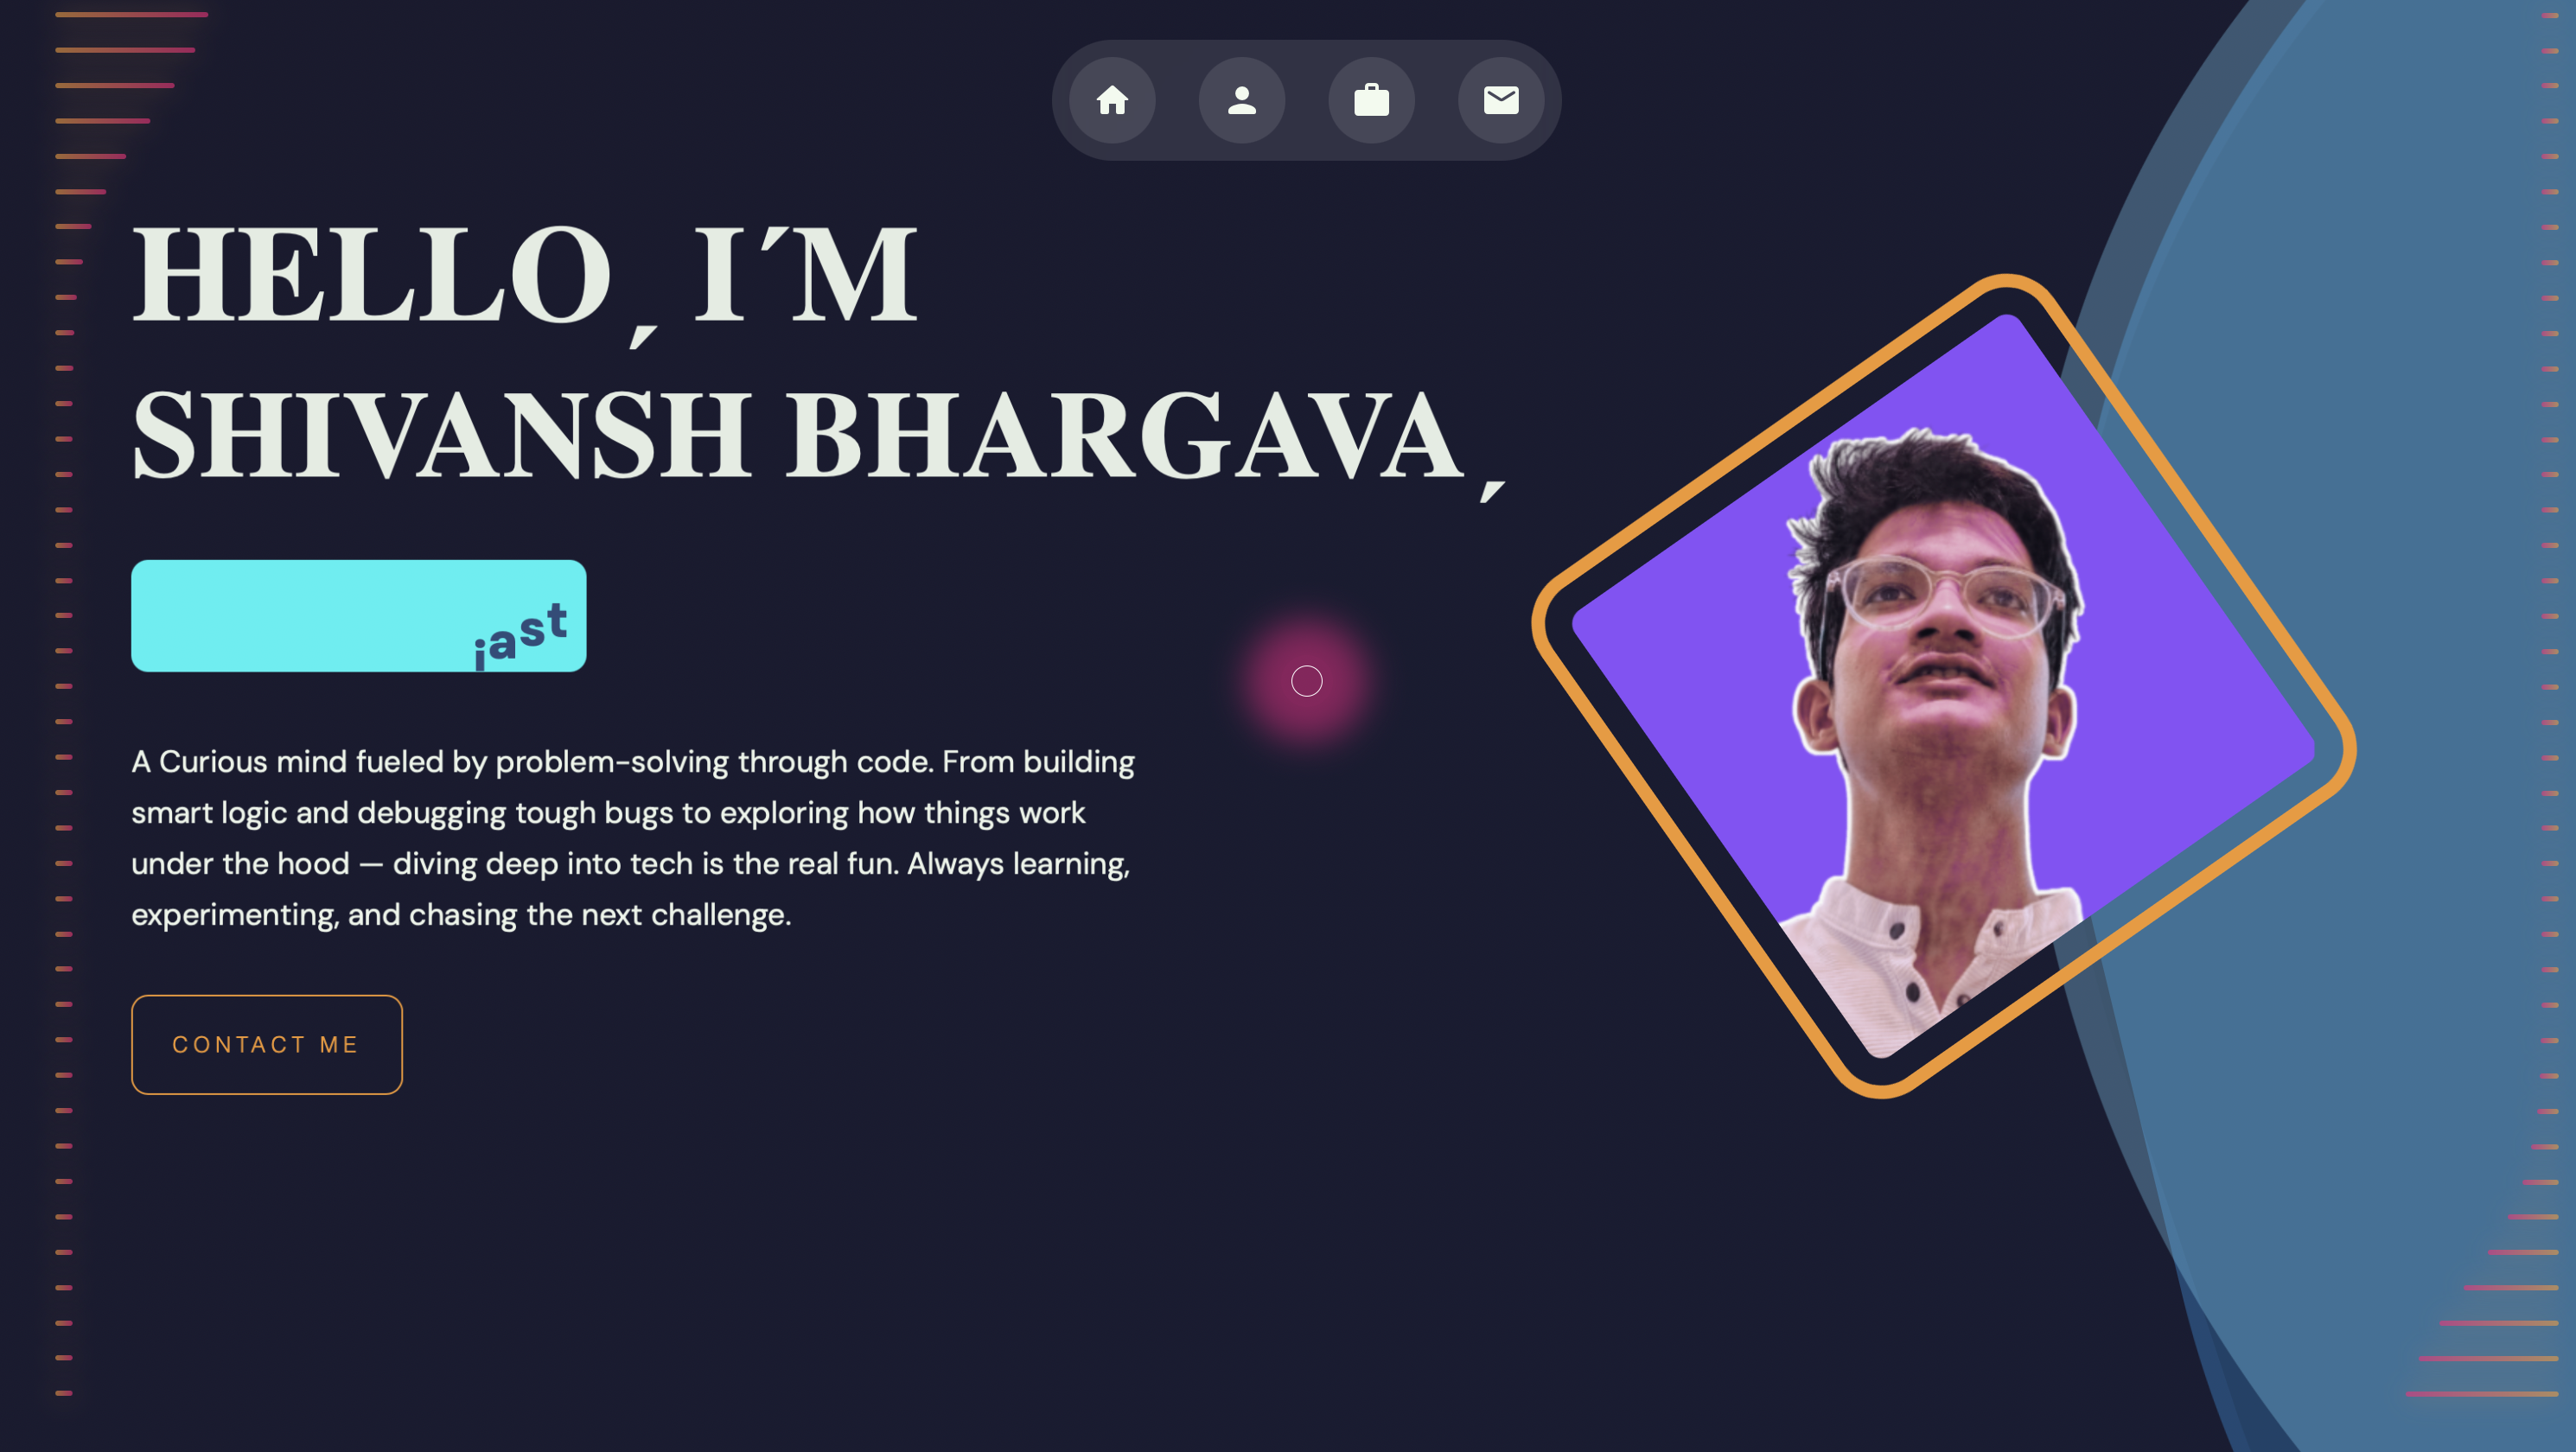 HELLO, I´M
SHIVANSH BHARGAVA,
iast
A Curious mind fueled by problem-solving through code. From building
smart logic and debugging tough bugs to exploring how things work
under the hood — diving deep into tech is the real fun. Always learning,
experimenting, and chasing the next challenge.
CONTACT ME